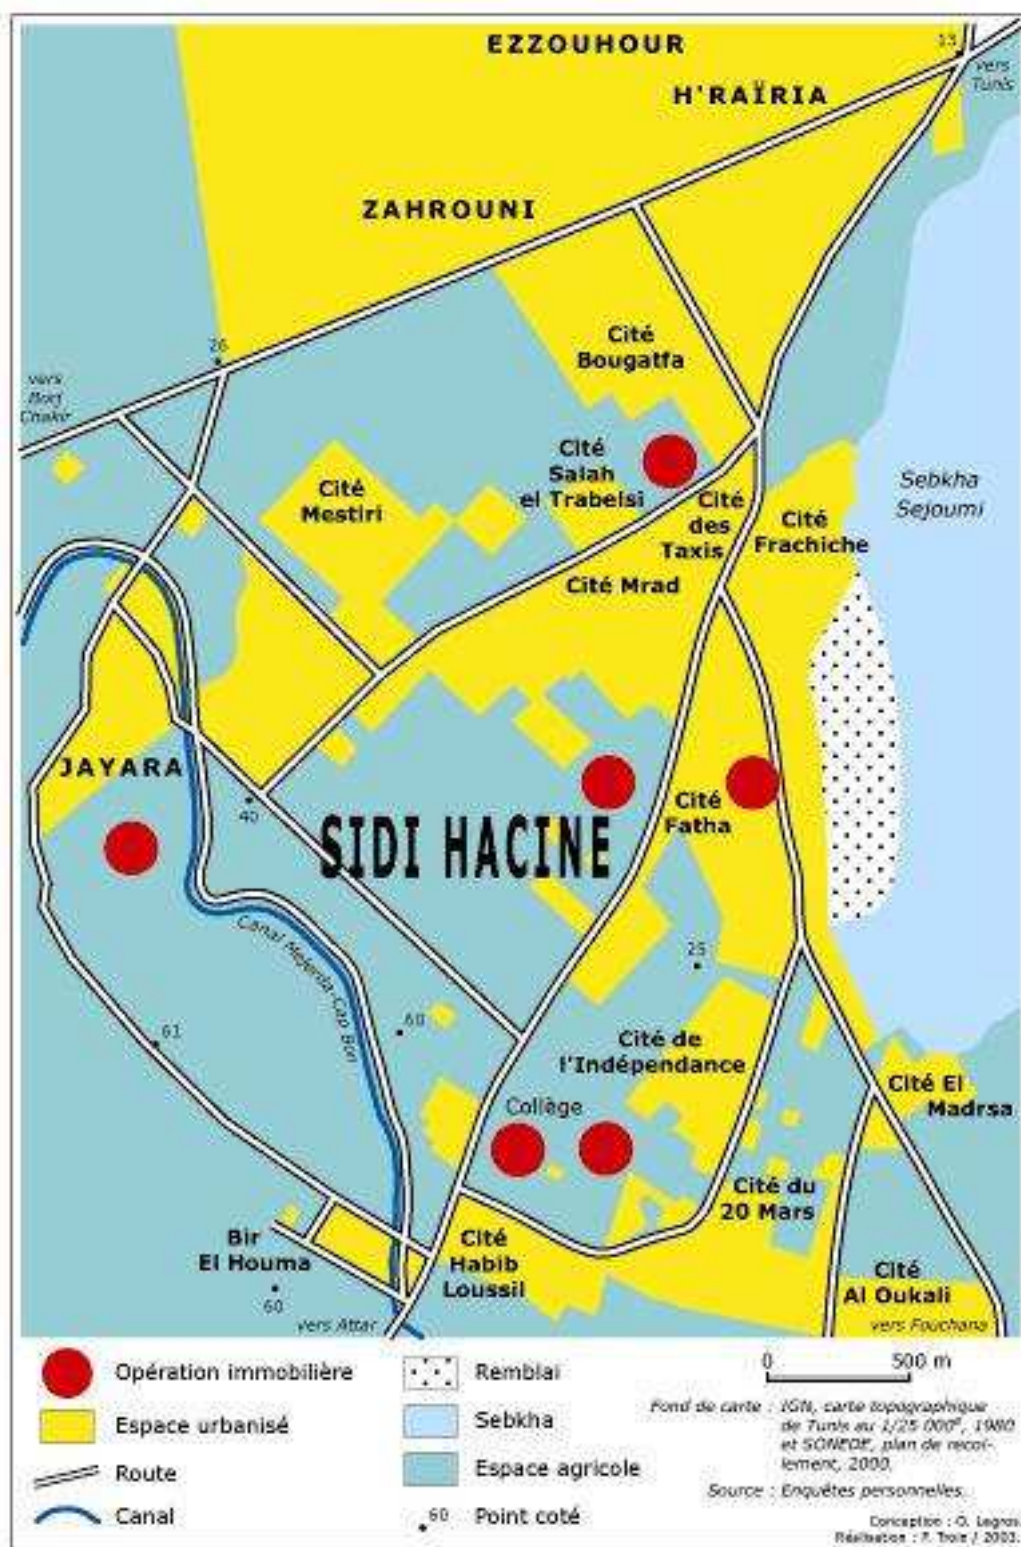 EZZOUHOUR
13
vers
Tunis
H'RAÏRIA
ZAHROUNI
26
vers
Borj
Chakir
Cité
Bougatfa
Cité
Salah
el Trabelsi
Cité
Mestiri
Cité
des
Taxis
Cité
Frachiche
Sebkha
Sejoumi
Cité Mrad
JAYARA
40
SIDI HACINE
Cité
Fatha
Canal Mejerda-Cap Bon
25
61
60
Cité de
l'Indépendance
Cité El
Madrsa
Collège
Cité du
20 Mars
Bir
El Houma
60
Cité
Habib
Loussil
Cité
Al Oukali
vers Attar
vers Fouchana
Opération immobilière
Espace urbanisé
Route
Canal
Remblai
Sebkha
Espace agricole
60 Point coté
0 500 m
Fond de carte : IGN, carte topographique
de Tunis au 1/25 000e, 1980
et SONEDE, plan de recol-
lement, 2000.
Source : Enquêtes personnelles.
Conception : O. Legros.
Réalisation : F. Troin / 2003.